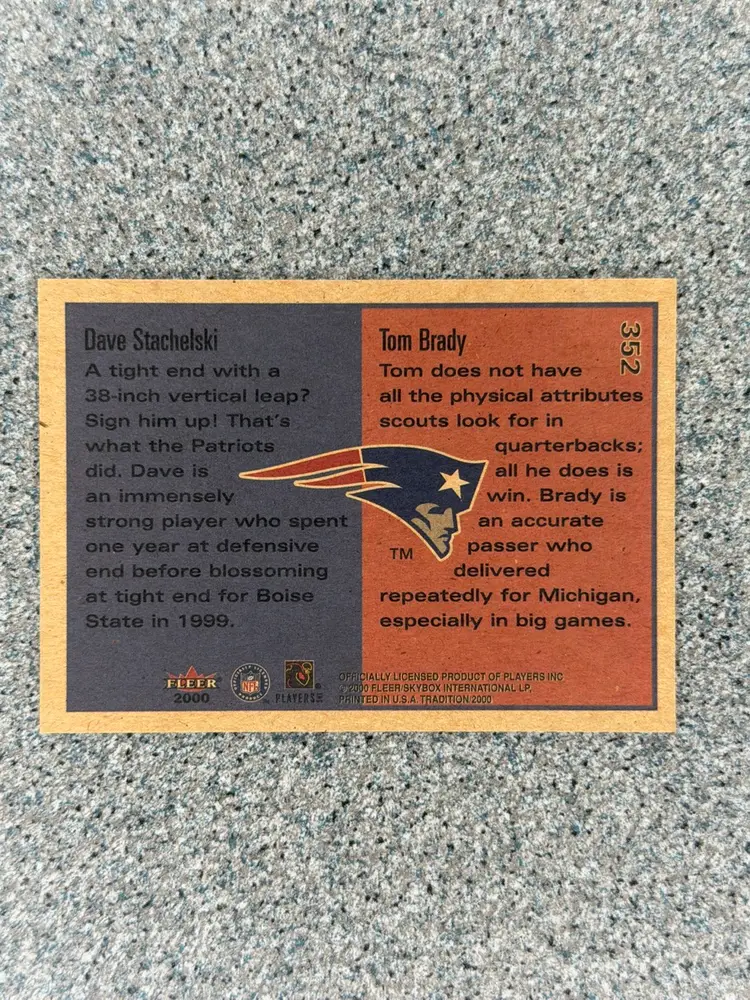 Dave Stachelski
A tight end with a
38-inch vertical leap?
Sign him up! That's
what the Patriots
did. Dave is
an immensely
strong player who spent
one year at defensive
end before blossoming
at tight end for Boise
State in 1999.
Tom Brady
352
Tom does not have
all the physical attributes
scouts look for in
quarterbacks;
all he does is
win. Brady is
an accurate
passer who
delivered
repeatedly for Michigan,
especially in big games.
TM
FLEER
2000
NFL
PLAYERS
OFFICIALLY LICENSED PRODUCT OF PLAYERS INC
©2000 FLEER/SKYBOX INTERNATIONAL LP,
PRINTED IN U.S.A. TRADITION/2000